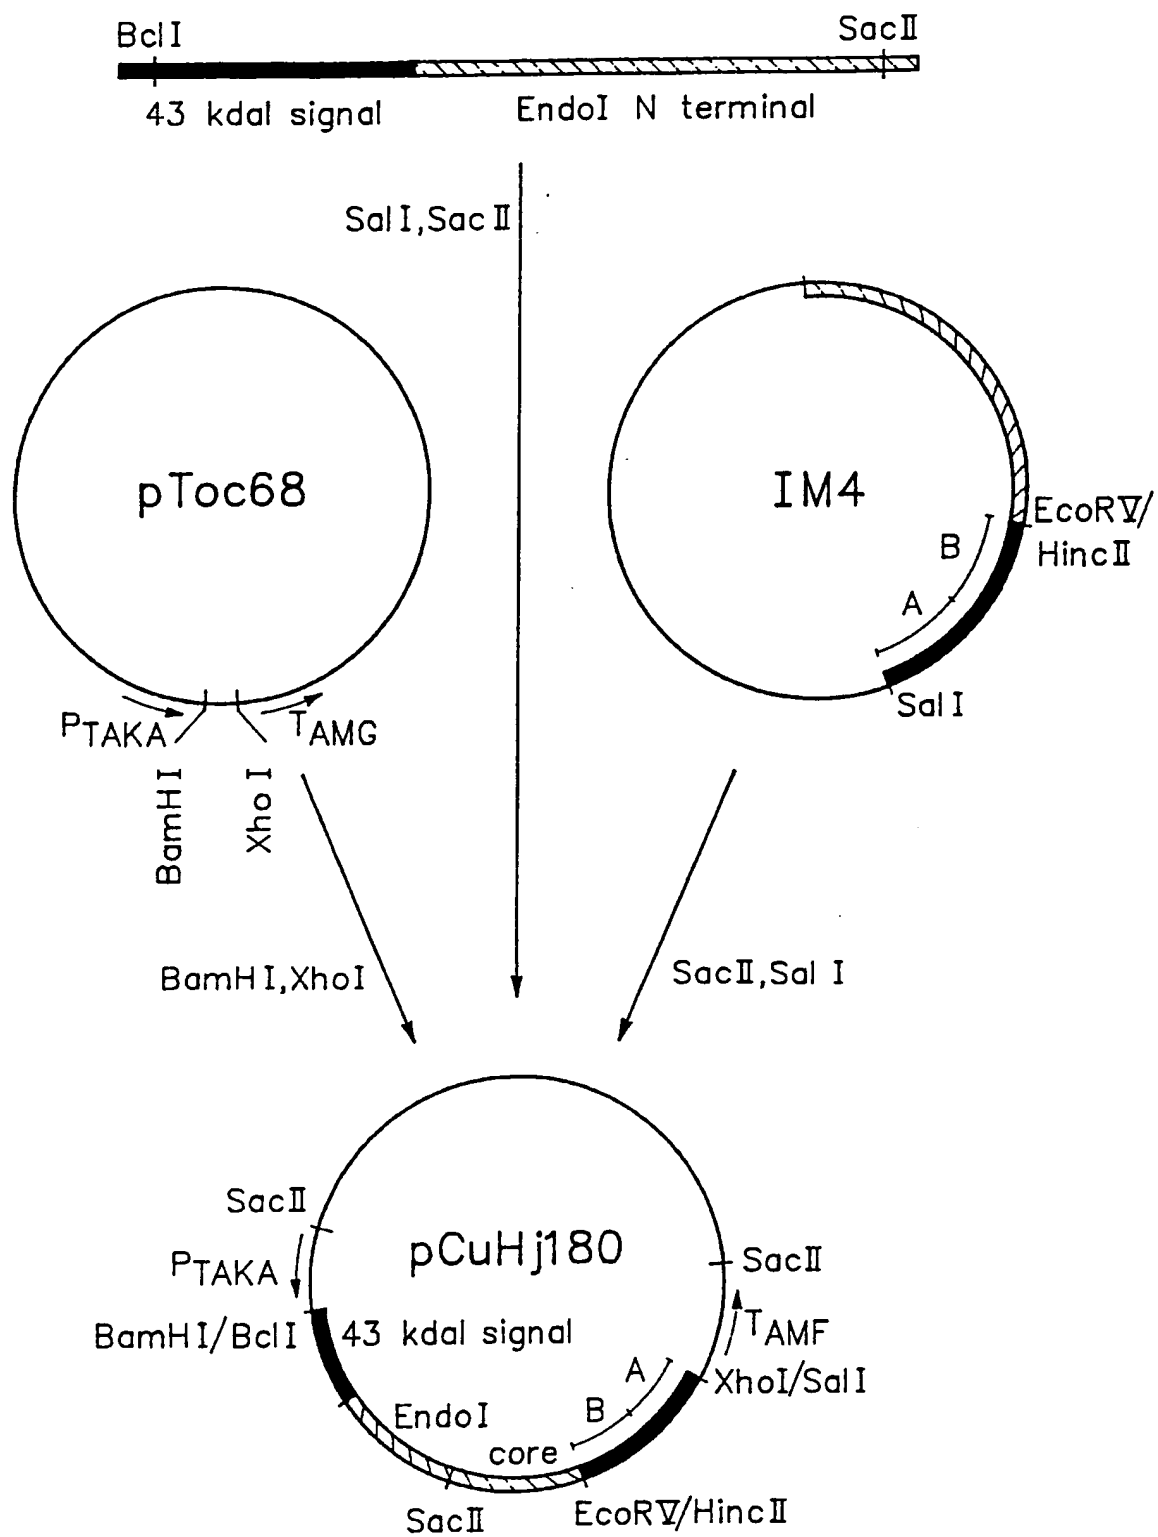 BclI
SacII
43 kdal signal
EndoI N terminal
SalI,SacII
pToc68
IM4
EcoRV/
HincII
B
A
SalI
PTAKA
TAMG
BamHI
XhoI
BamHI,XhoI
SacII,Sal I
SacII
pCuHj180
SacII
PTAKA
BamHI/BclI
43 kdal signal
TAMF
XhoI/SalI
A
B
EndoI
core
SacII
EcoRV/HincII